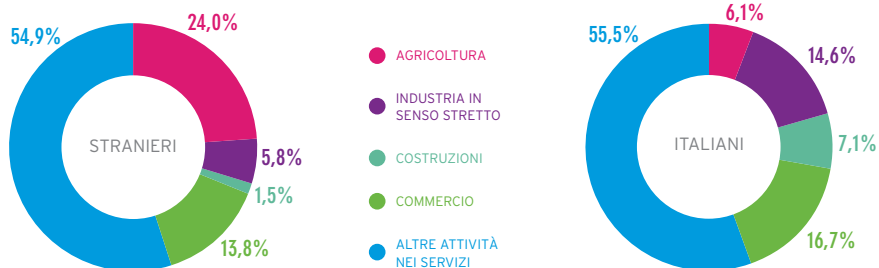 54,9%
24,0%
5,8%
1,5%
13,8%
STRANIERI
AGRICOLTURA
INDUSTRIA IN
SENSO STRETTO
COSTRUZIONI
COMMERCIO
ALTRE ATTIVITÀ
NEI SERVIZI
55,5%
6,1%
14,6%
7,1%
16,7%
ITALIANI